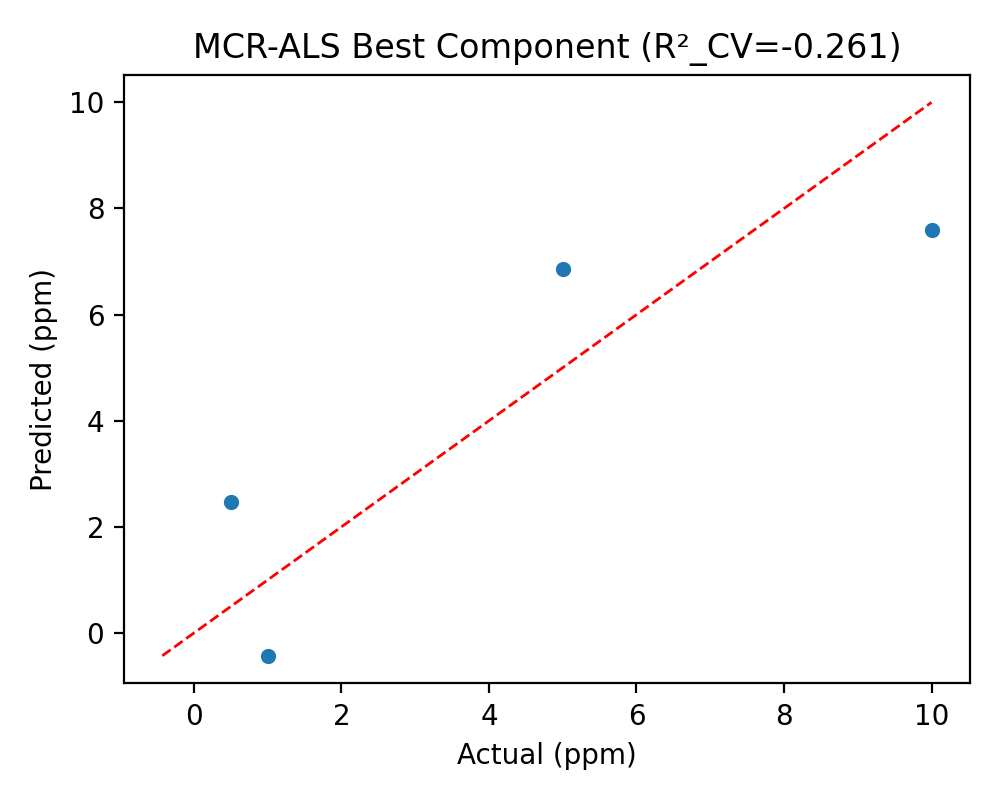 MCR-ALS Best Component (R²_CV=-0.261)
10
8
6
4
2
0
Predicted (ppm)
0 2 4 6 8 10
Actual (ppm)